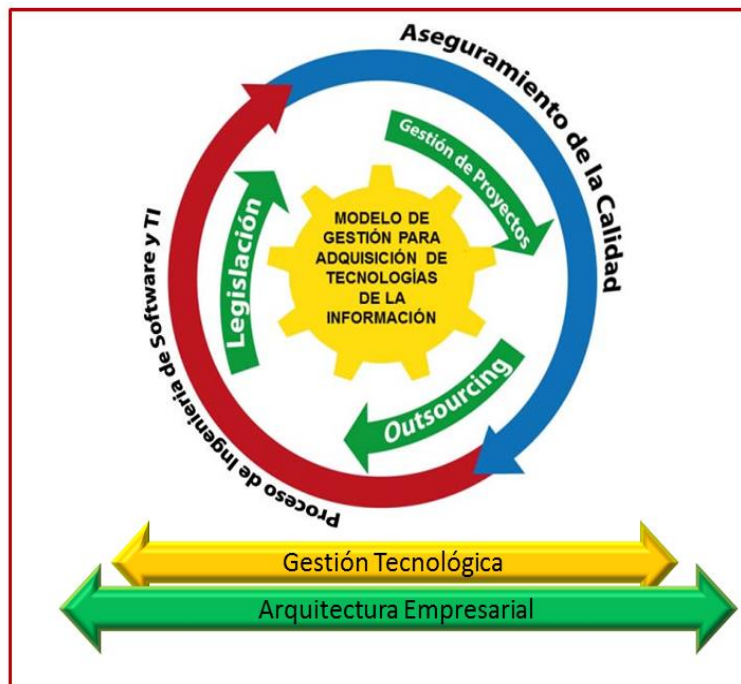 Aseguramiento de la Calidad
Gestión de Proyectos
MODELO DE
GESTIÓN PARA
ADQUISICIÓN DE
TECNOLOGÍAS
DE LA
INFORMACIÓN
Legislación
Outsourcing
Proceso de Ingenieria de Software y TI
Gestión Tecnológica
Arquitectura Empresarial